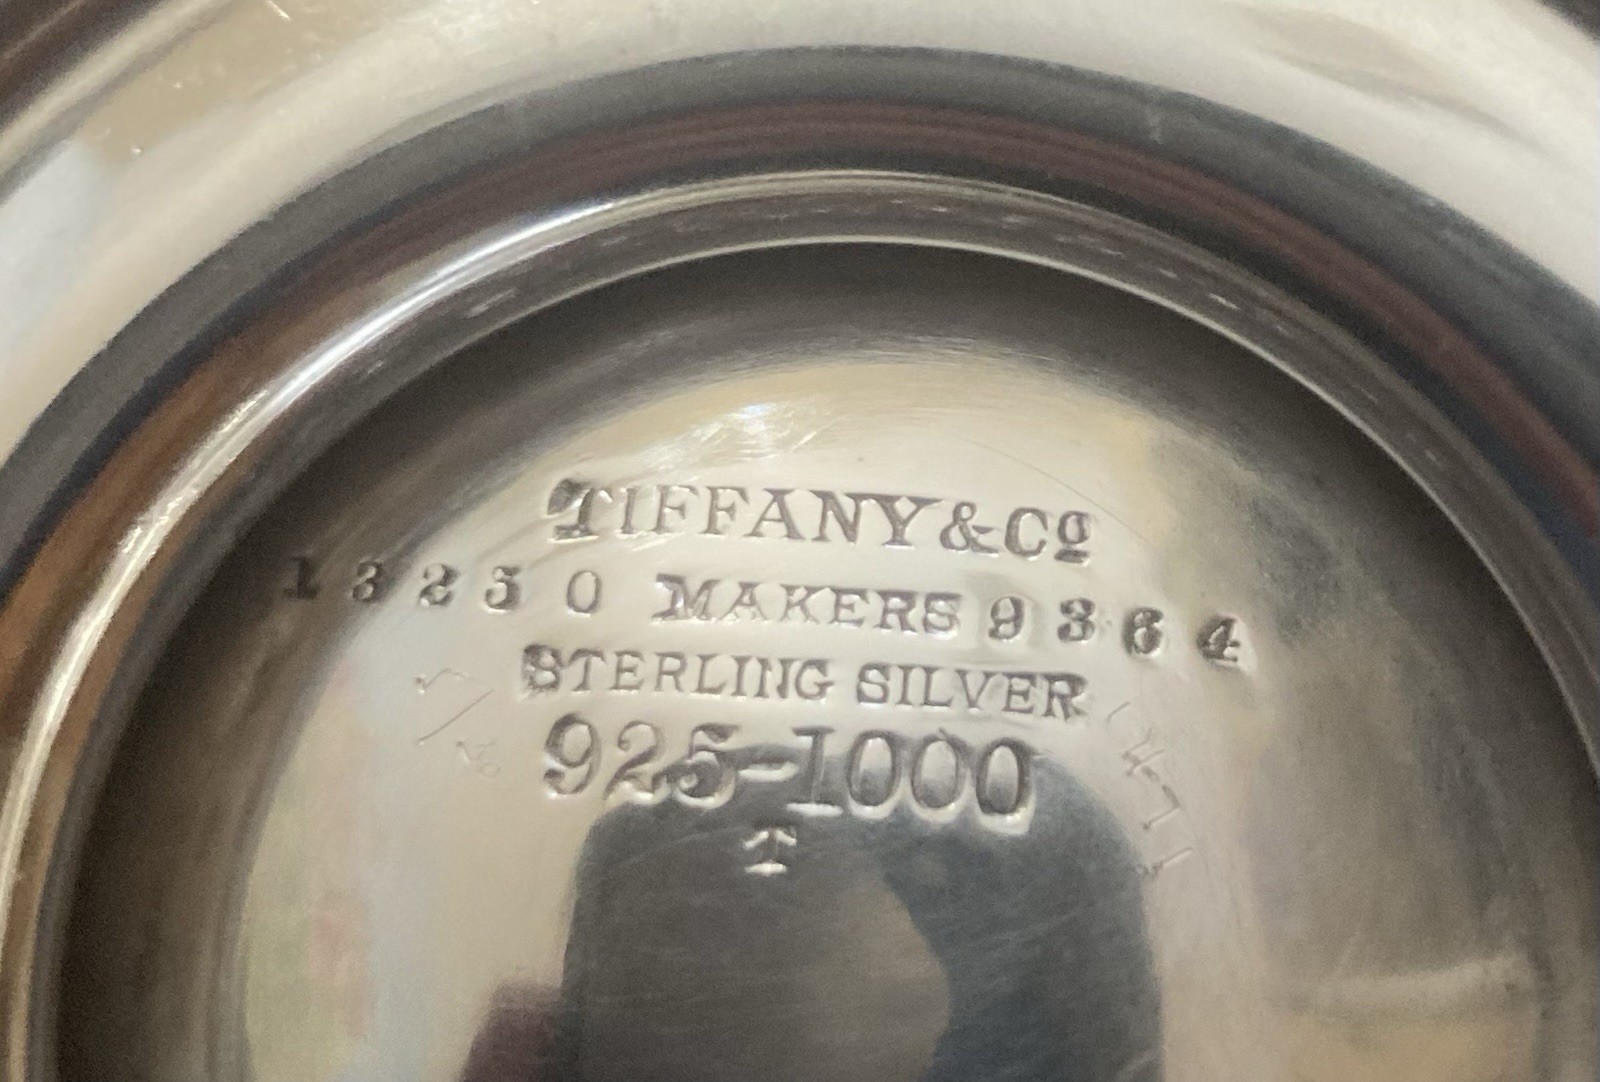 TIFFANY & Co
13250 MAKERS 9364
STERLING SILVER
925-1000
T